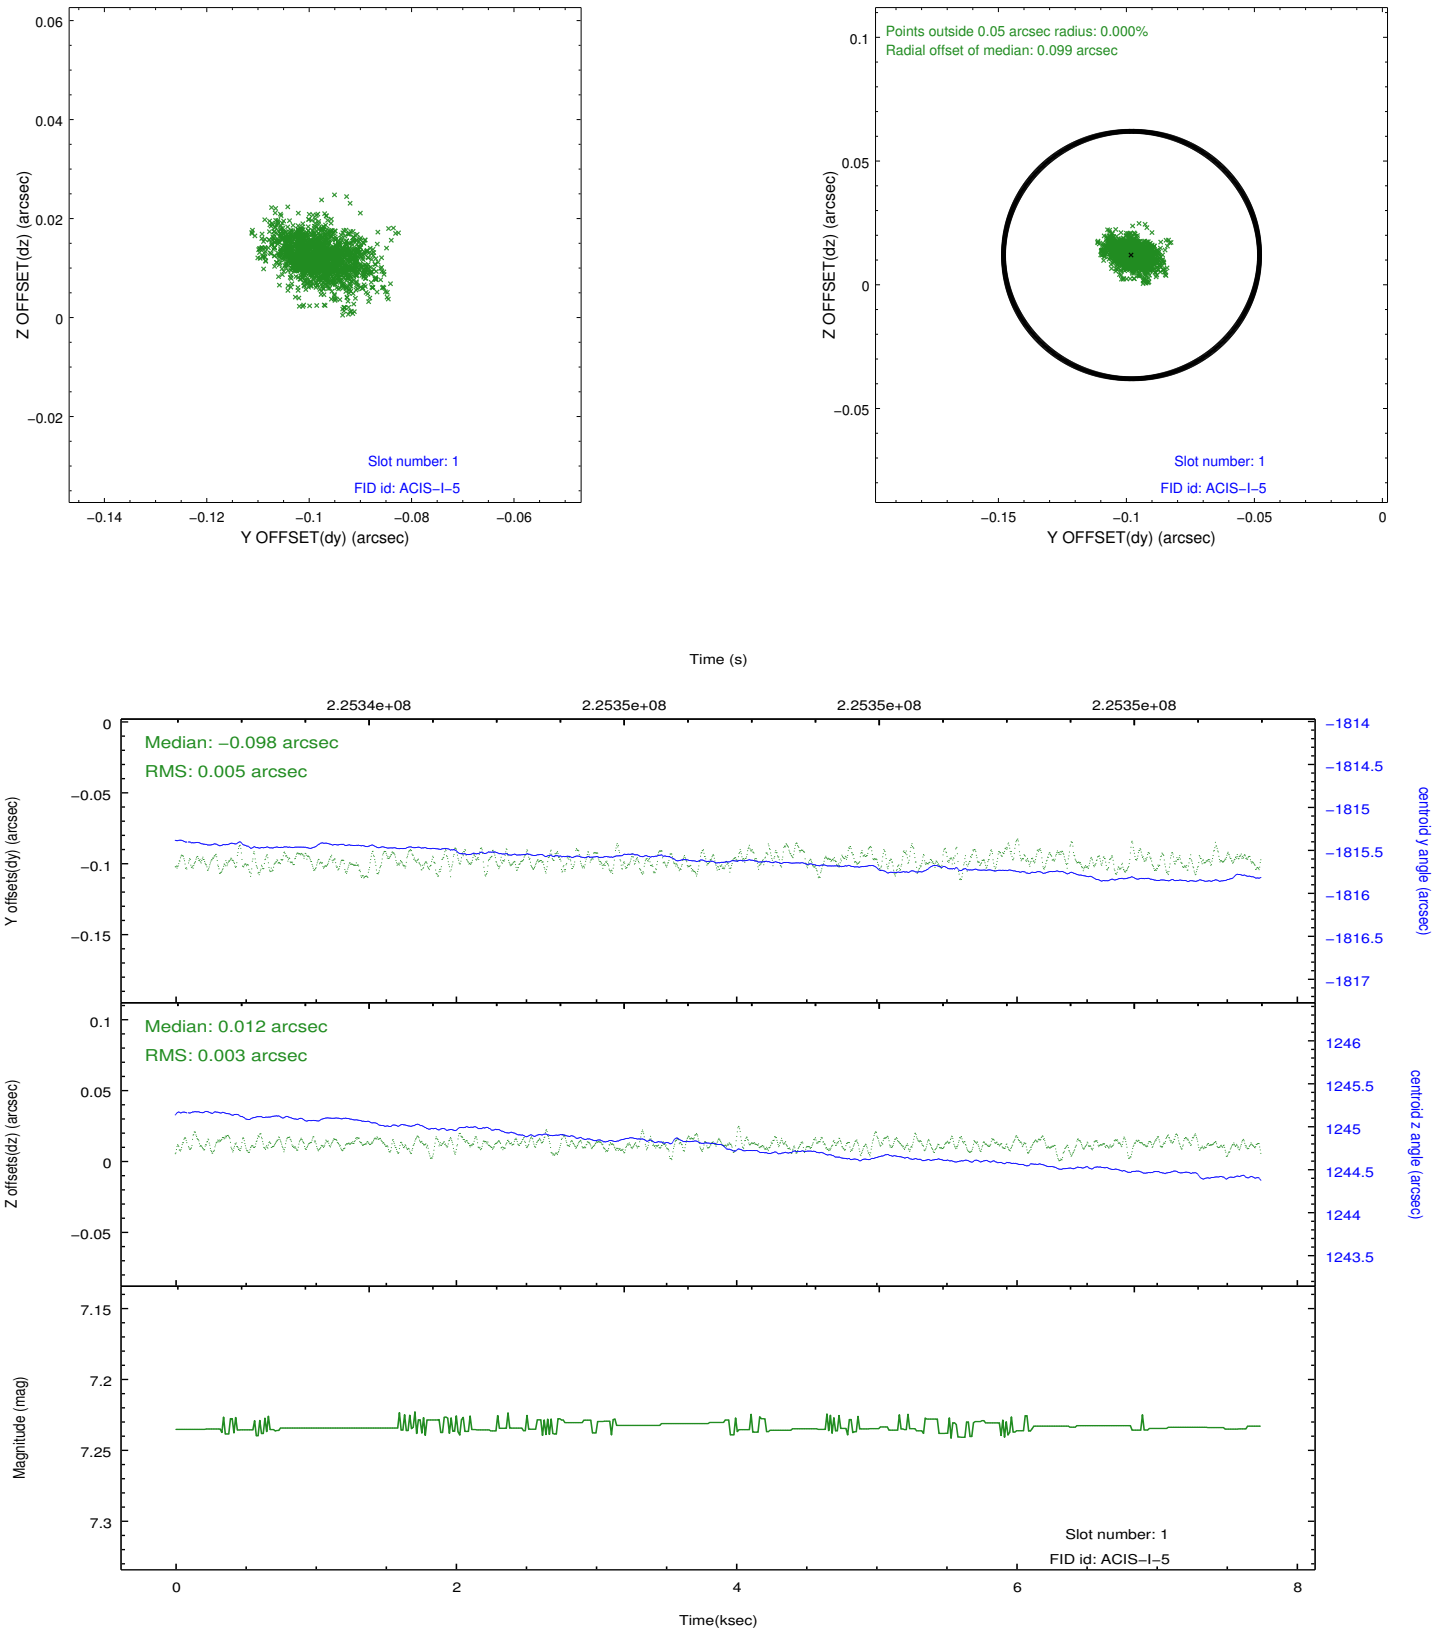 0.06
0.04
0.02
0
−0.02
Z OFFSET(dz) (arcsec)
Slot number: 1
FID id: ACIS−I−5
−0.14
−0.12
−0.1
−0.08
−0.06
Y OFFSET(dy) (arcsec)
Points outside 0.05 arcsec radius: 0.000%
Radial offset of median: 0.099 arcsec
0.1
0.05
0
−0.05
Z OFFSET(dz) (arcsec)
Slot number: 1
FID id: ACIS−I−5
−0.15
−0.1
−0.05
0
Y OFFSET(dy) (arcsec)
Time (s)
2.2534e+08
2.2535e+08
2.2535e+08
2.2535e+08
Median: −0.098 arcsec
RMS: 0.005 arcsec
0
−0.05
−0.1
−0.15
Y offsets(dy) (arcsec)
−1814
−1814.5
−1815
−1815.5
−1816
−1816.5
−1817
centroid y angle (arcsec)
Median: 0.012 arcsec
RMS: 0.003 arcsec
0.1
0.05
0
−0.05
Z offsets(dz) (arcsec)
1246
1245.5
1245
1244.5
1244
1243.5
centroid z angle (arcsec)
7.15
7.2
7.25
7.3
Magnitude (mag)
Slot number: 1
FID id: ACIS−I−5
0
2
4
6
8
Time(ksec)